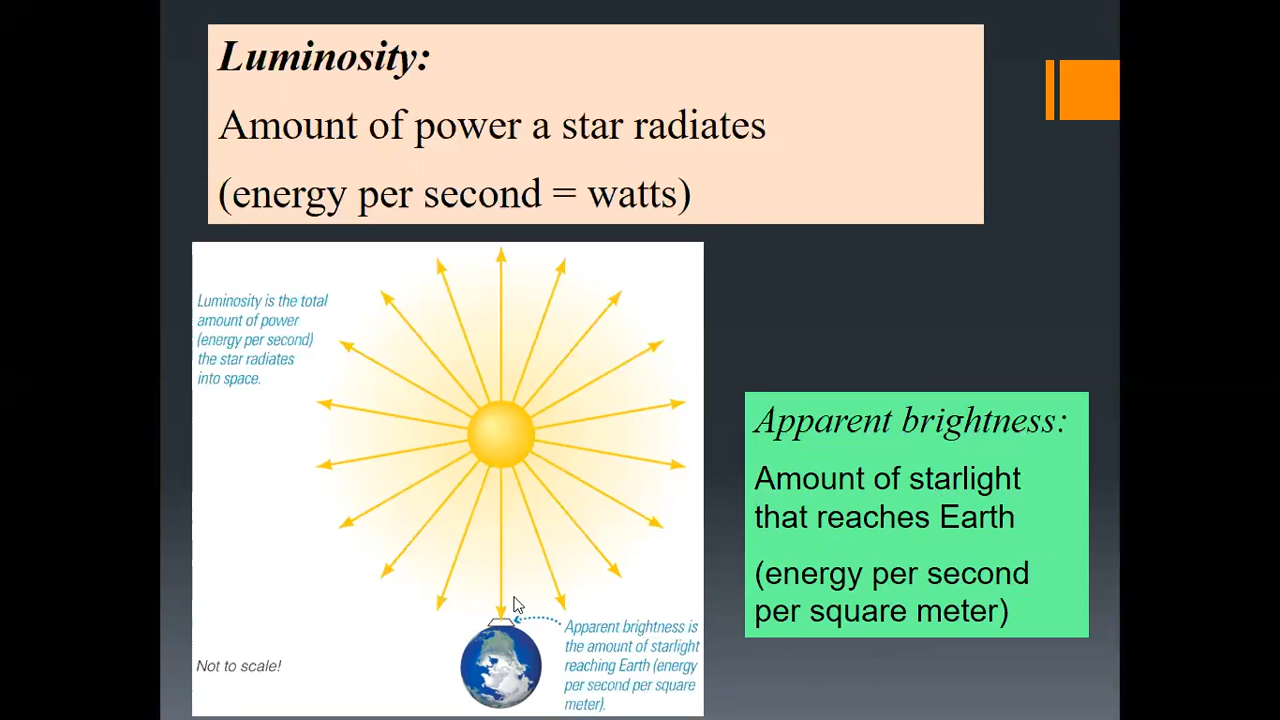 Luminosity:
Amount of power a star radiates
(energy per second = watts)
Luminosity is the total
amount of power
(energy per second)
the star radiates
into space.
Apparent brightness:
Amount of starlight
that reaches Earth
(energy per second
per square meter)
Apparent brightness is
the amount of starlight
reaching Earth (energy
per second per square
meter).
Not to scale!